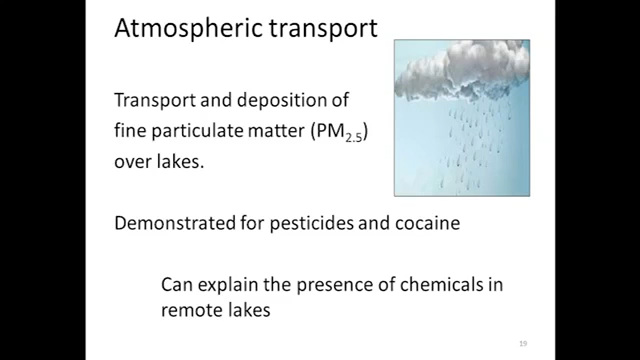 Atmospheric transport
Transport and deposition of
fine particulate matter (PM2.5)
over lakes.
Demonstrated for pesticides and cocaine
Can explain the presence of chemicals in
remote lakes
19